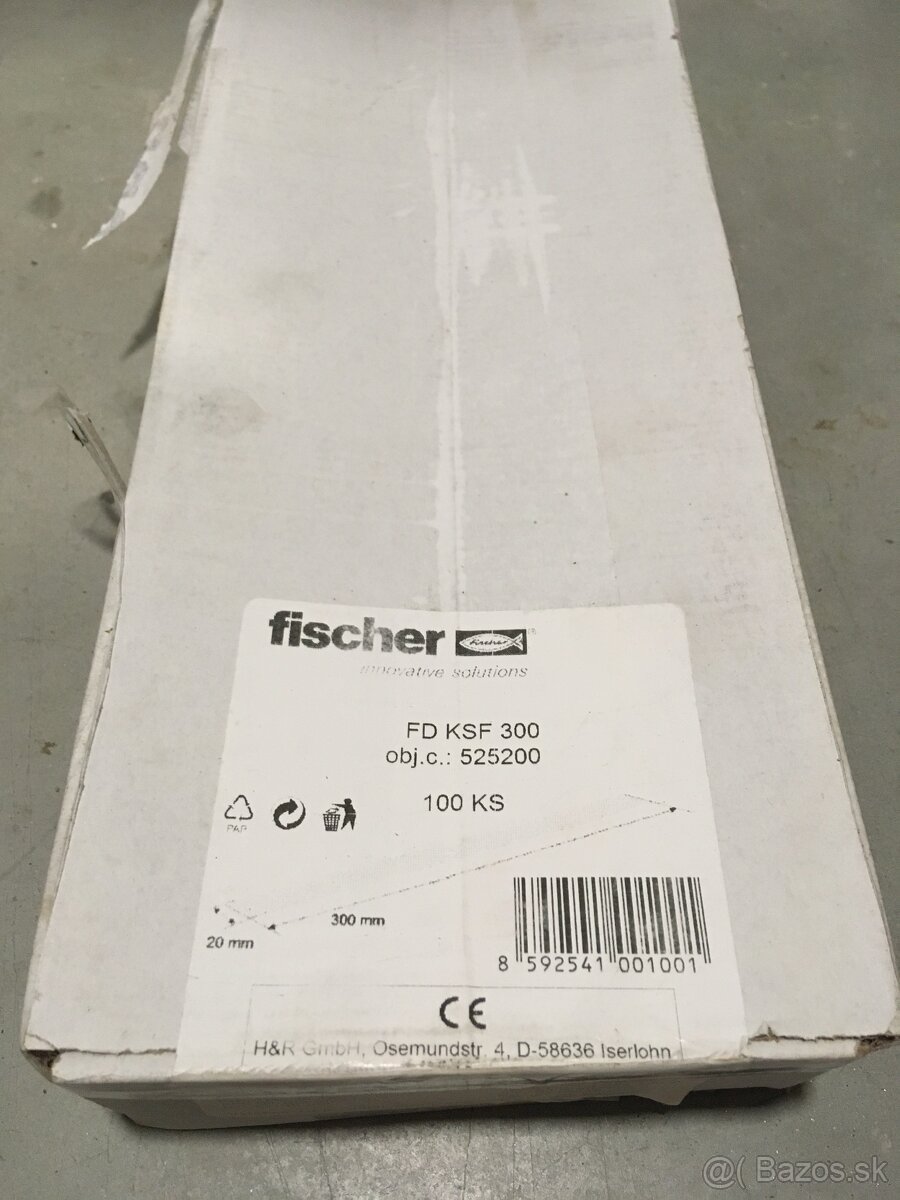 fischer fischer ®
innovative solutions
FD KSF 300
obj.c.: 525200
100 KS
PAP
300 mm
20 mm
8 592541 001001
CE
H&R GmbH, Osemundstr. 4, D-58636 Iserlohn
@( Bazos.sk